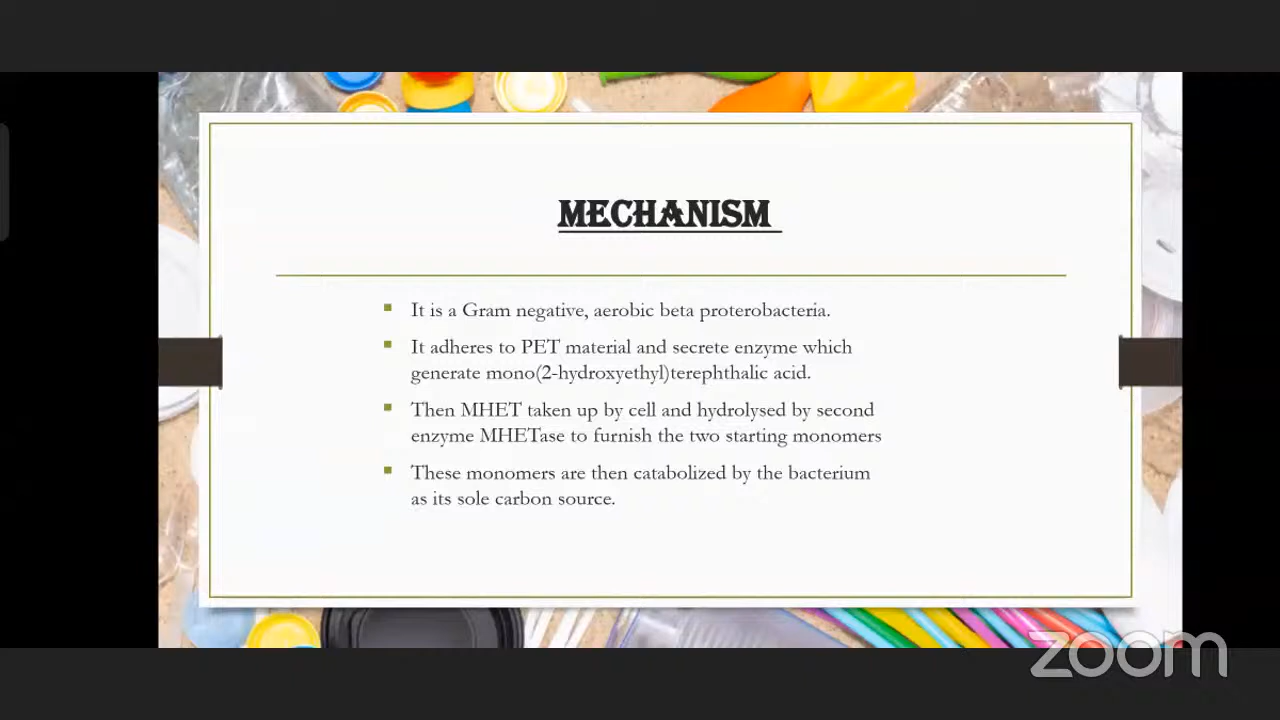 MECHANISM
It is a Gram negative, aerobic beta proterobacteria.
It adheres to PET material and secrete enzyme which
generate mono(2-hydroxyethyl)terephthalic acid.
Then MHET taken up by cell and hydrolysed by second
enzyme MHETase to furnish the two starting monomers
These monomers are then catabolized by the bacterium
as its sole carbon source.
zoom